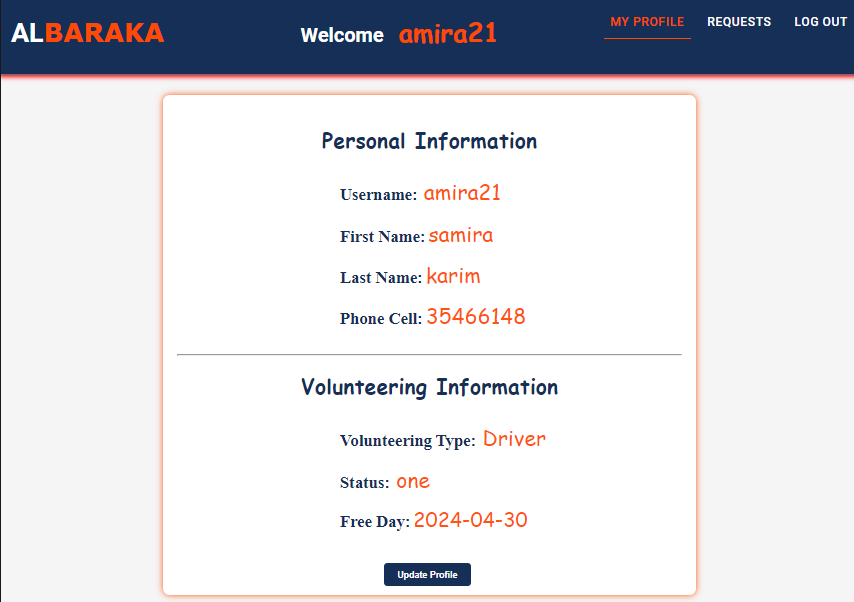 ALBARAKA
Welcome amira21
MY PROFILE
REQUESTS
LOG OUT
Personal Information
Username: amira21
First Name: samira
Last Name: karim
Phone Cell: 35466148
Volunteering Information
Volunteering Type: Driver
Status: one
Free Day: 2024-04-30
Update Profile